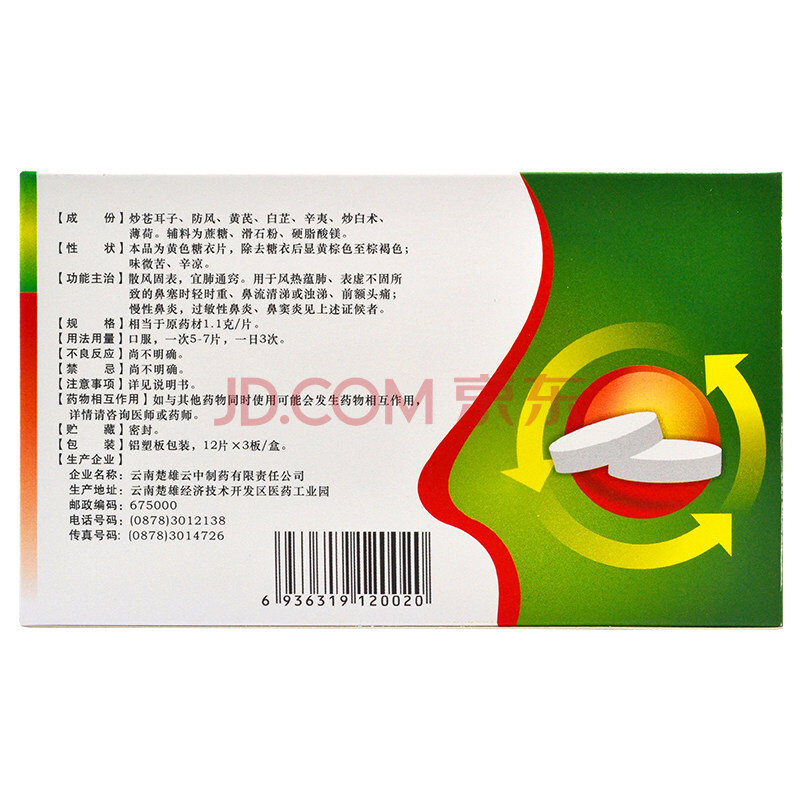 【成 份】炒苍耳子、防风、黄芪、白芷、辛夷、炒白术、
薄荷。辅料为蔗糖、滑石粉、硬脂酸镁。
【性 状】本品为黄色糖衣片，除去糖衣后显黄棕色至棕褐色；
味微苦、辛凉。
【功能主治】散风固表，宣肺通窍。用于风热蕴肺、表虚不固所
致的鼻塞时轻时重、鼻流清涕或浊涕、前额头痛；
慢性鼻炎，过敏性鼻炎、鼻窦炎见上述证候者。
【规 格】相当于原药材1.1克/片。
【用法用量】口服，一次5-7片，一日3次。
【不良反应】尚不明确。
【禁 忌】尚不明确。
【注意事项】详见说明书。
【药物相互作用】如与其他药物同时使用可能会发生药物相互作用，
详情请咨询医师或药师。
【贮 藏】密封。
【包 装】铝塑板包装，12片×3板/盒。
【生产企业】
企业名称：云南楚雄云中制药有限责任公司
生产地址：云南楚雄经济技术开发区医药工业园
邮政编码：675000
电话号码：(0878)3012138
传真号码：(0878)3014726
6 936319 120020
JD.COM 京东